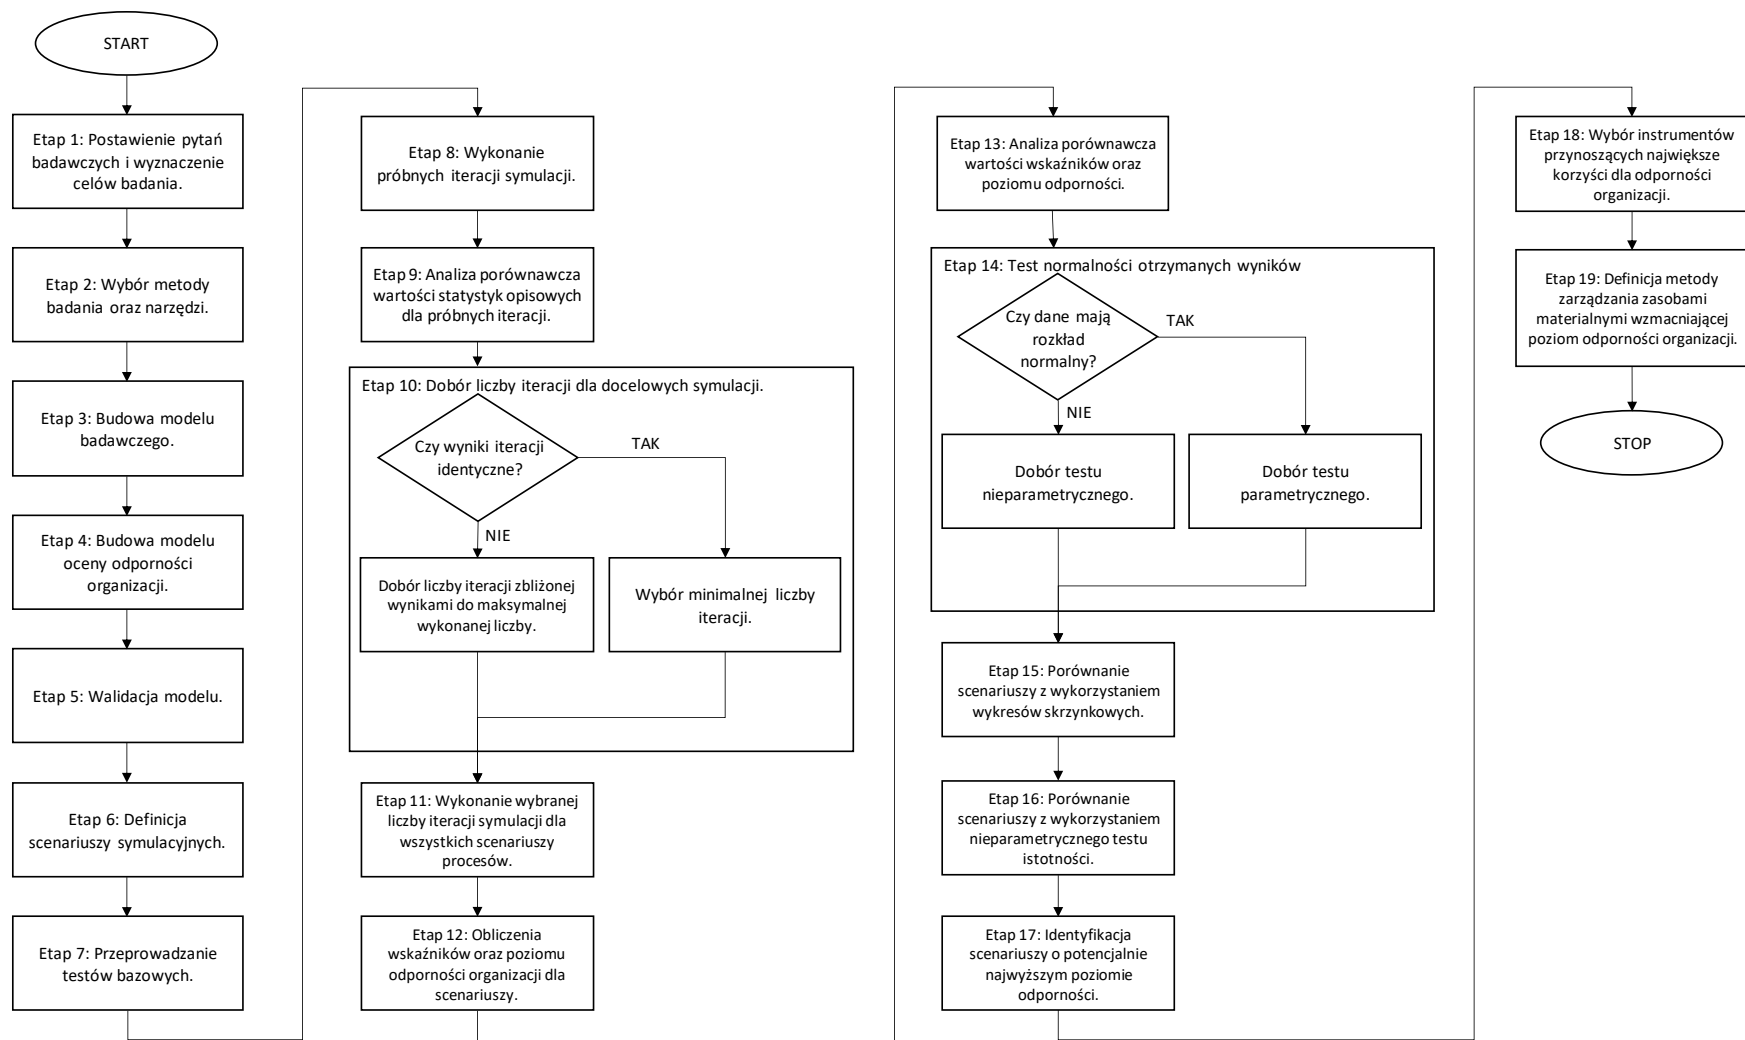 START
Etap 1: Postawienie pytań
badawczych i wyznaczenie
celów badania.
Etap 2: Wybór metody
badania oraz narzędzi.
Etap 3: Budowa modelu
badawczego.
Etap 4: Budowa modelu
oceny odporności
organizacji.
Etap 5: Walidacja modelu.
Etap 6: Definicja
scenariuszy symulacyjnych.
Etap 7: Przeprowadzanie
testów bazowych.
Etap 8: Wykonanie
próbnych iteracji symulacji.
Etap 9: Analiza porównawcza
wartości statystyk opisowych
dla próbnych iteracji.
Etap 10: Dobór liczby iteracji dla docelowych symulacji.
Czy wyniki iteracji
identyczne?
TAK
NIE
Dobór liczby iteracji zbliżonej
wynikami do maksymalnej
wykonanej liczby.
Wybór minimalnej liczby
iteracji.
Etap 11: Wykonanie wybranej
liczby iteracji symulacji dla
wszystkich scenariuszy
procesów.
Etap 12: Obliczenia
wskaźników oraz poziomu
odporności organizacji dla
scenariuszy.
Etap 13: Analiza porównawcza
wartości wskaźników oraz
poziomu odporności.
Etap 14: Test normalności otrzymanych wyników
Czy dane mają
rozkład
normalny?
TAK
NIE
Dobór testu
nieparametrycznego.
Dobór testu
parametrycznego.
Etap 15: Porównanie
scenariuszy z wykorzystaniem
wykresów skrzynkowych.
Etap 16: Porównanie
scenariuszy z wykorzystaniem
nieparametrycznego testu
istotności.
Etap 17: Identyfikacja
scenariuszy o potencjalnie
najwyższym poziomie
odporności.
Etap 18: Wybór instrumentów
przynoszących największe
korzyści dla odporności
organizacji.
Etap 19: Definicja metody
zarządzania zasobami
materialnymi wzmacniającej
poziom odporności organizacji.
STOP